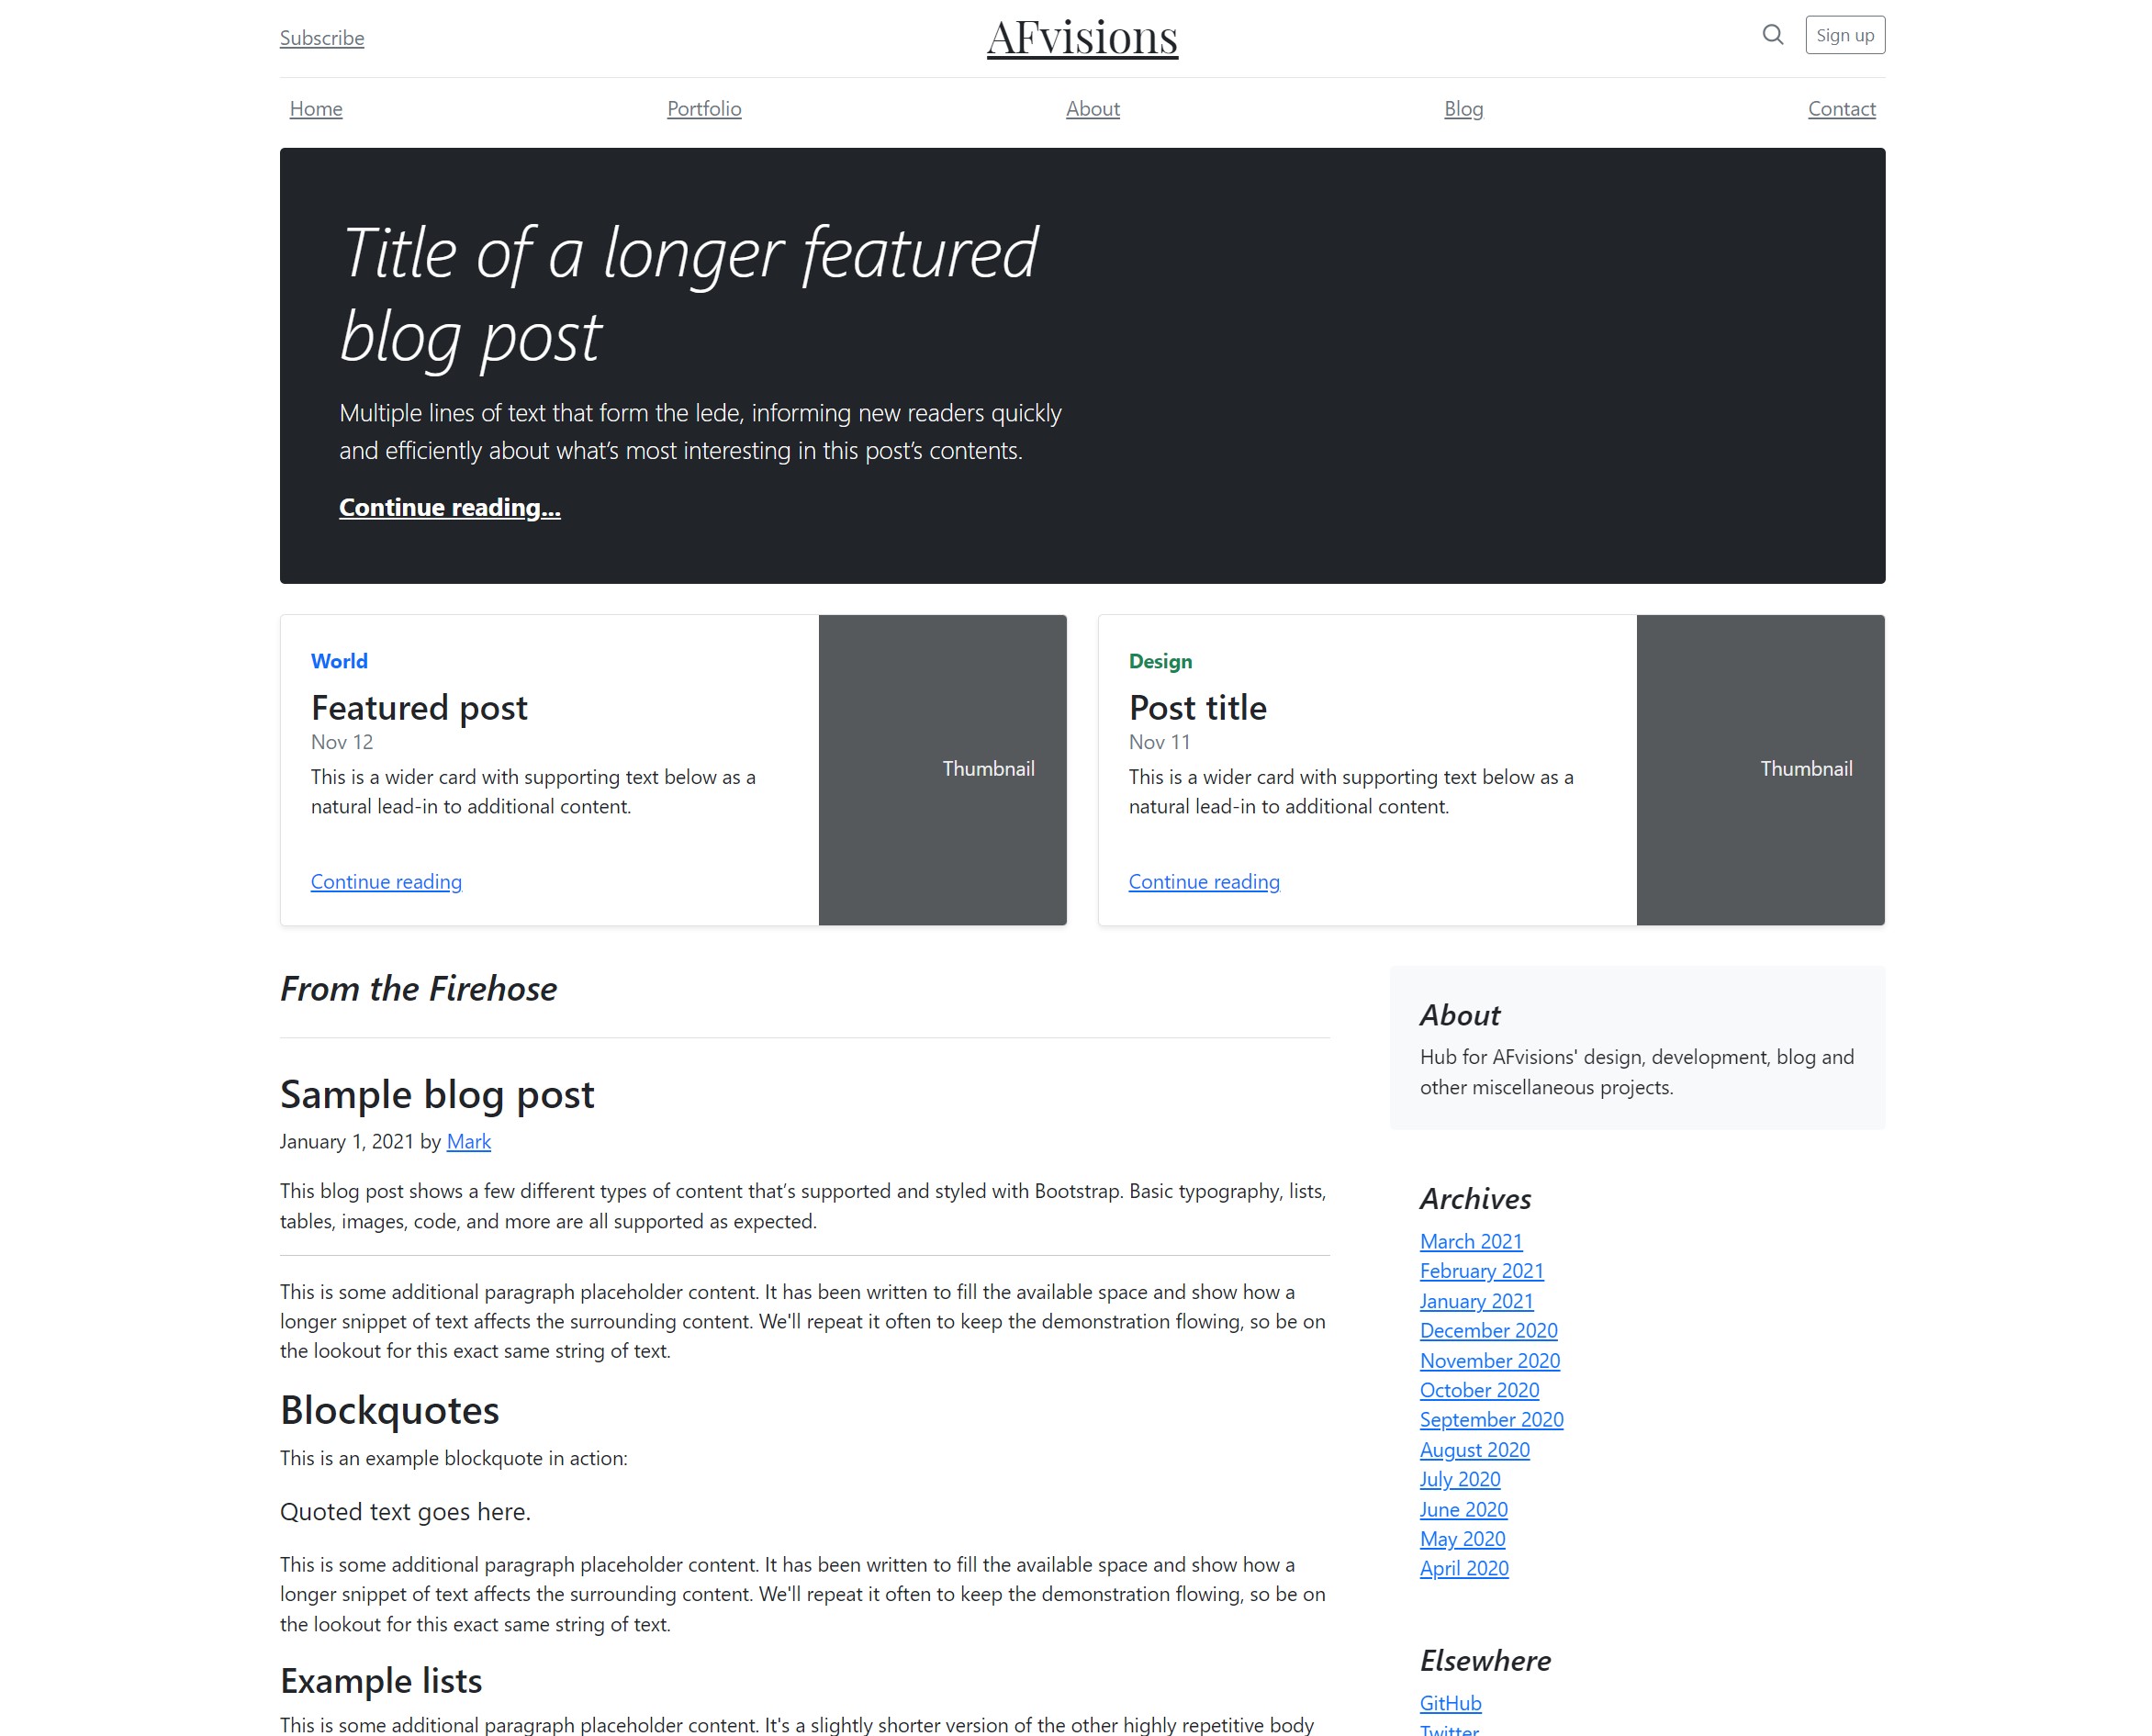 Subscribe
AFvisions
Sign up
Home
Portfolio
About
Blog
Contact
Title of a longer featured
blog post
Multiple lines of text that form the lede, informing new readers quickly
and efficiently about what’s most interesting in this post’s contents.
Continue reading...
World
Featured post
Nov 12
This is a wider card with supporting text below as a
natural lead-in to additional content.
Continue reading
Thumbnail
Design
Post title
Nov 11
This is a wider card with supporting text below as a
natural lead-in to additional content.
Continue reading
Thumbnail
From the Firehose
Sample blog post
January 1, 2021 by Mark
This blog post shows a few different types of content that’s supported and styled with Bootstrap. Basic typography, lists,
tables, images, code, and more are all supported as expected.
This is some additional paragraph placeholder content. It has been written to fill the available space and show how a
longer snippet of text affects the surrounding content. We'll repeat it often to keep the demonstration flowing, so be on
the lookout for this exact same string of text.
Blockquotes
This is an example blockquote in action:
Quoted text goes here.
This is some additional paragraph placeholder content. It has been written to fill the available space and show how a
longer snippet of text affects the surrounding content. We'll repeat it often to keep the demonstration flowing, so be on
the lookout for this exact same string of text.
Example lists
This is some additional paragraph placeholder content. It's a slightly shorter version of the other highly repetitive body
About
Hub for AFvisions' design, development, blog and
other miscellaneous projects.
Archives
March 2021
February 2021
January 2021
December 2020
November 2020
October 2020
September 2020
August 2020
July 2020
June 2020
May 2020
April 2020
Elsewhere
GitHub
Twitter